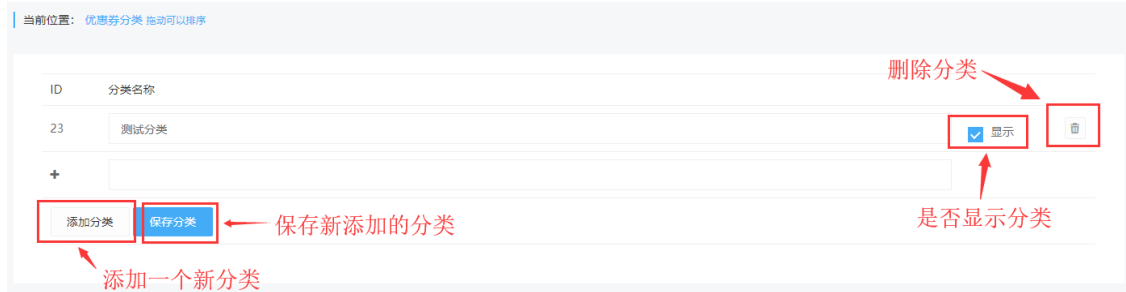 当前位置： 优惠券分类 拖动可以排序
删除分类
ID 分类名称
23 测试分类 显示
+
是否显示分类
添加分类 保存分类 保存新添加的分类
添加一个新分类